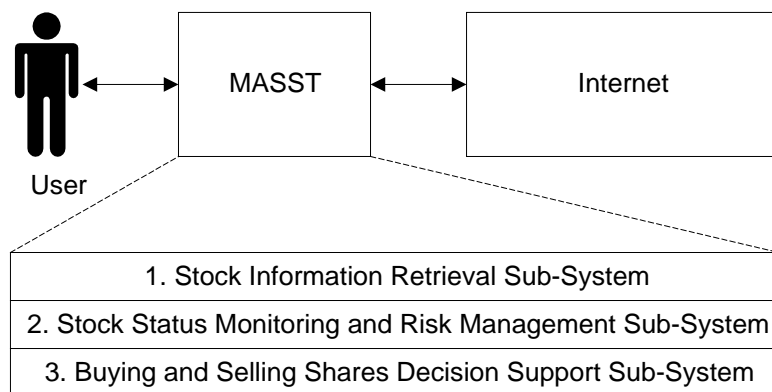 MASST
Internet
User
1. Stock Information Retrieval Sub-System
2. Stock Status Monitoring and Risk Management Sub-System
3. Buying and Selling Shares Decision Support Sub-System